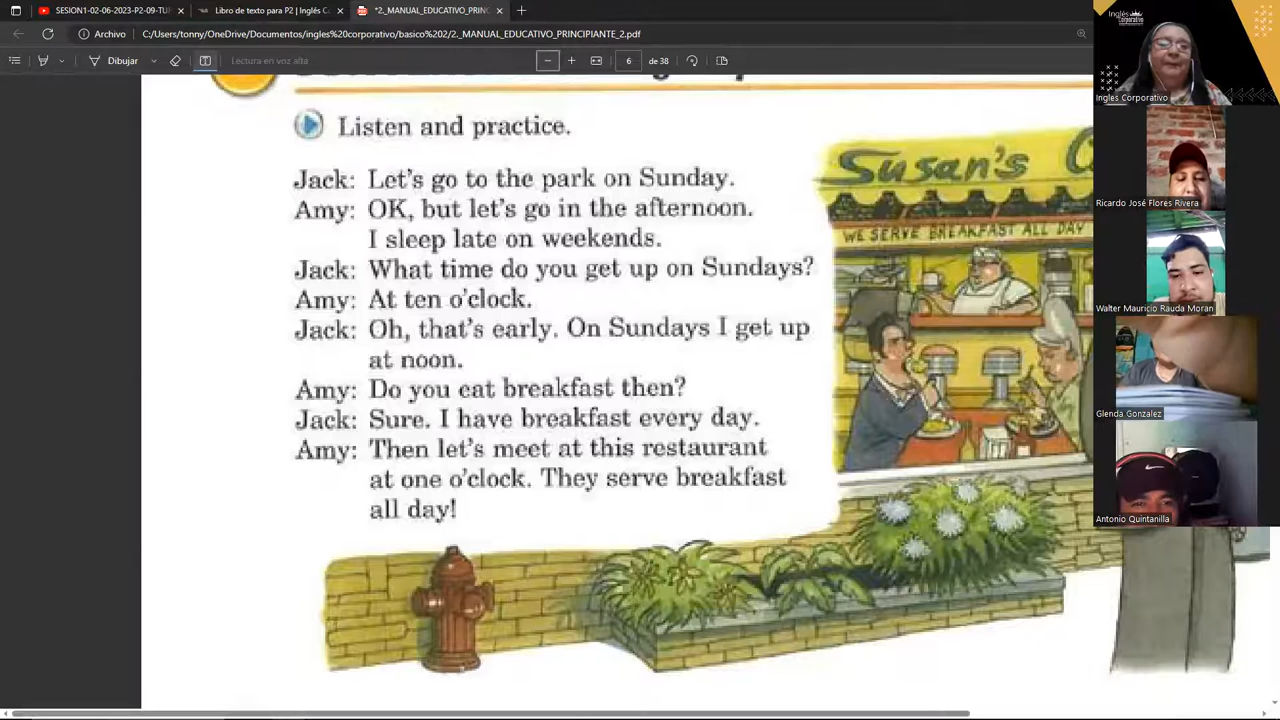 SESION1-02-06-2023-P2-09-TUR
Libro de texto para P2 | Inglés C
*2._MANUAL_EDUCATIVO_PRINC
Archivo
C:/Users/tonny/OneDrive/Documentos/ingles%20corporativo/basico%202/2._MANUAL_EDUCATIVO_PRINCIPIANTE_2.pdf
Dibujar
Lectura en voz alta
6
de 38
Listen and practice.
Jack: Let's go to the park on Sunday.
Amy: OK, but let's go in the afternoon.
I sleep late on weekends.
Jack: What time do you get up on Sundays?
Amy: At ten o'clock.
Jack: Oh, that's early. On Sundays I get up
at noon.
Amy: Do you eat breakfast then?
Jack: Sure. I have breakfast every day.
Amy: Then let's meet at this restaurant
at one o'clock. They serve breakfast
all day!
Susan's C
WE SERVE BREAKFAST ALL DAY
Inglés
Corporativo
Ingles Corporativo
Ricardo José Flores Rivera
Walter Mauricio Rauda Moran
Glenda Gonzalez
Antonio Quintanilla